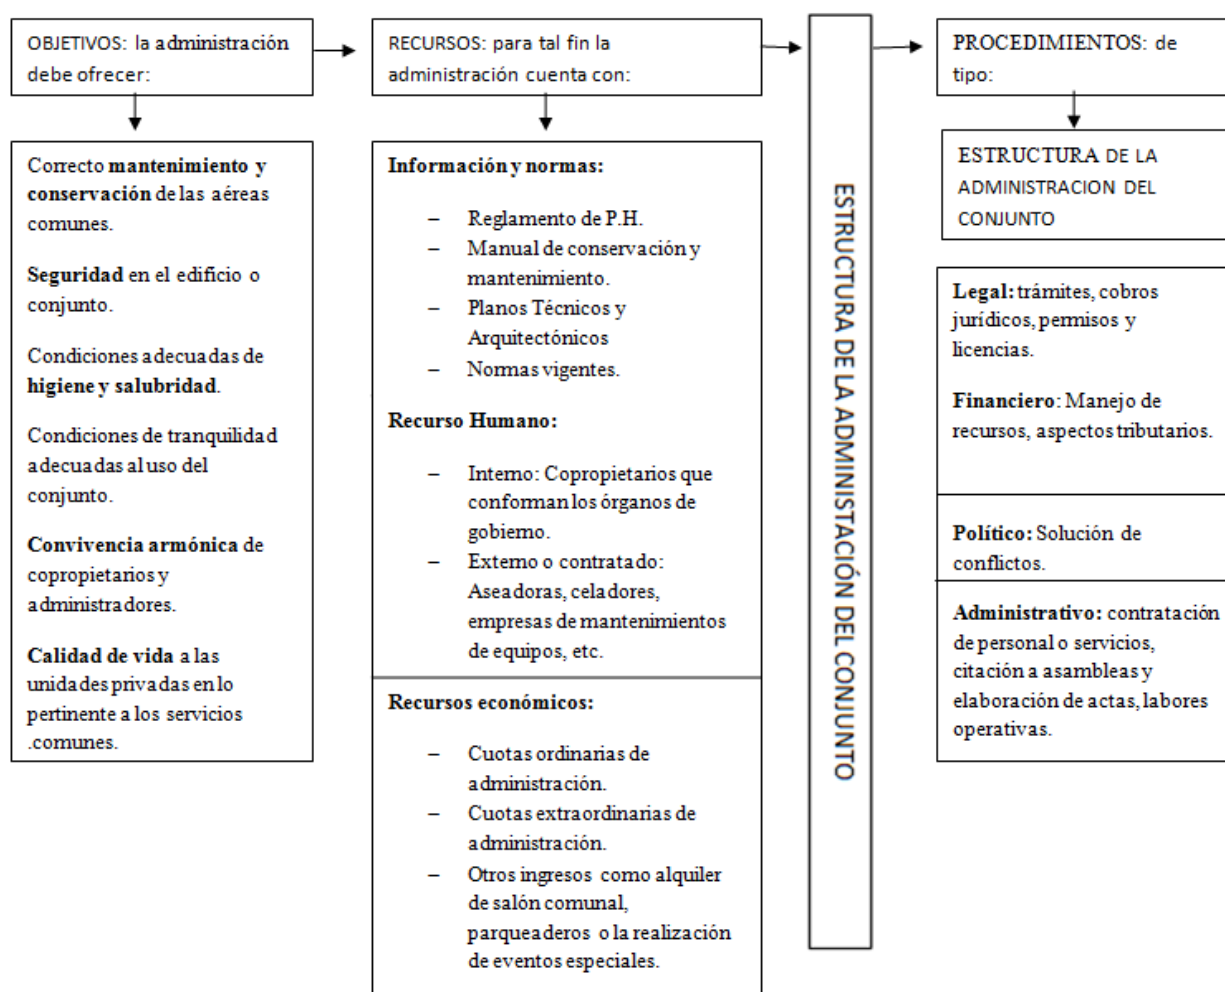 OBJETIVOS: la administración
debe ofrecer:
Correcto mantenimiento y
conservación de las aéreas
comunes.
Seguridad en el edificio o
conjunto.
Condiciones adecuadas de
higiene y salubridad.
Condiciones de tranquilidad
adecuadas al uso del
conjunto.
Convivencia armónica de
copropietarios y
administradores.
Calidad de vida a las
unidades privadas en lo
pertinente a los servicios
.comunes.
RECURSOS: para tal fin la
administración cuenta con:
Información y normas:
– Reglamento de P.H.
– Manual de conservación y
mantenimiento.
– Planos Técnicos y
Arquitectónicos
– Normas vigentes.
Recurso Humano:
– Interno: Copropietarios que
conforman los órganos de
gobierno.
– Externo o contratado:
Aseadoras, celadores,
empresas de mantenimientos
de equipos, etc.
Recursos económicos:
– Cuotas ordinarias de
administración.
– Cuotas extraordinarias de
administración.
– Otros ingresos como alquiler
de salón comunal,
parqueaderos o la realización
de eventos especiales.
ESTRUCTURA DE LA ADMINISTACIÓN DEL CONJUNTO
PROCEDIMIENTOS: de
tipo:
ESTRUCTURA DE LA
ADMINISTRACION DEL
CONJUNTO
Legal: trámites, cobros
jurídicos, permisos y
licencias.
Financiero: Manejo de
recursos, aspectos tributarios.
Político: Solución de
conflictos.
Administrativo: contratación
de personal o servicios,
citación a asambleas y
elaboración de actas, labores
operativas.